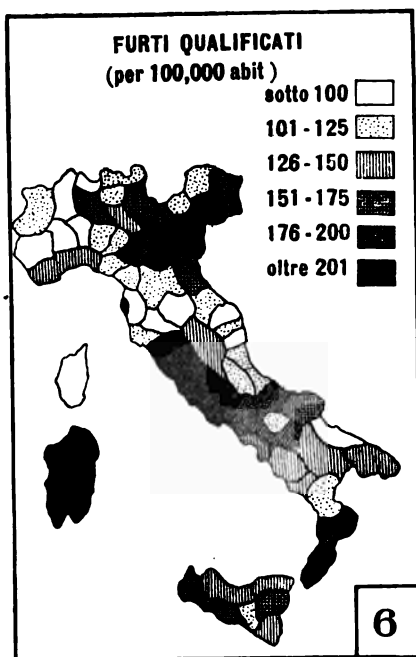 FURTI QUALIFICATI
(per 100,000 abit )
sotto 100
101-125
126-150
151-175
176-200
oltre 201
6